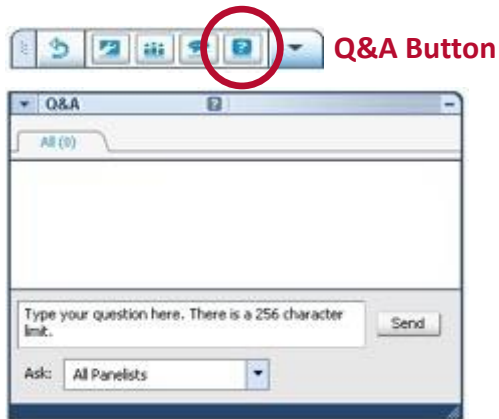 Q&A Button
Q&A
All (0)
Type your question here. There is a 256 character
limit.
Send
Ask: All Panelists